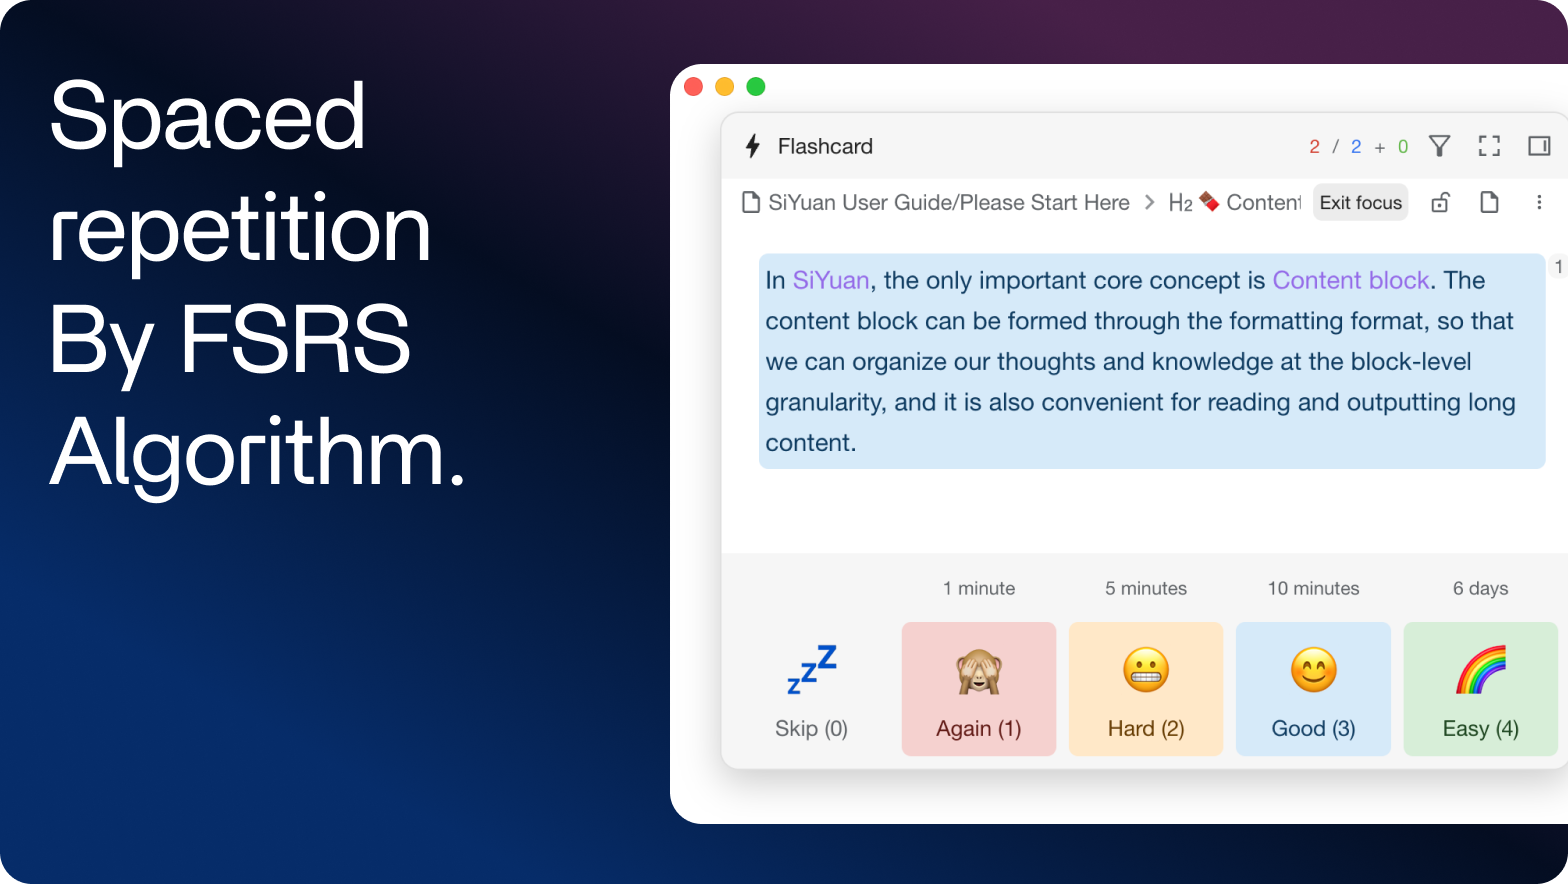 Spaced
repetition
By FSRS
Algorithm.
Flashcard
2 / 2 + 0
SiYuan User Guide/Please Start Here > H2 🍫 Content
Exit focus
In SiYuan, the only important core concept is Content block. The
content block can be formed through the formatting format, so that
we can organize our thoughts and knowledge at the block-level
granularity, and it is also convenient for reading and outputting long
content.
1
1 minute
5 minutes
10 minutes
6 days
zzZ
Skip (0)
Again (1)
Hard (2)
Good (3)
Easy (4)